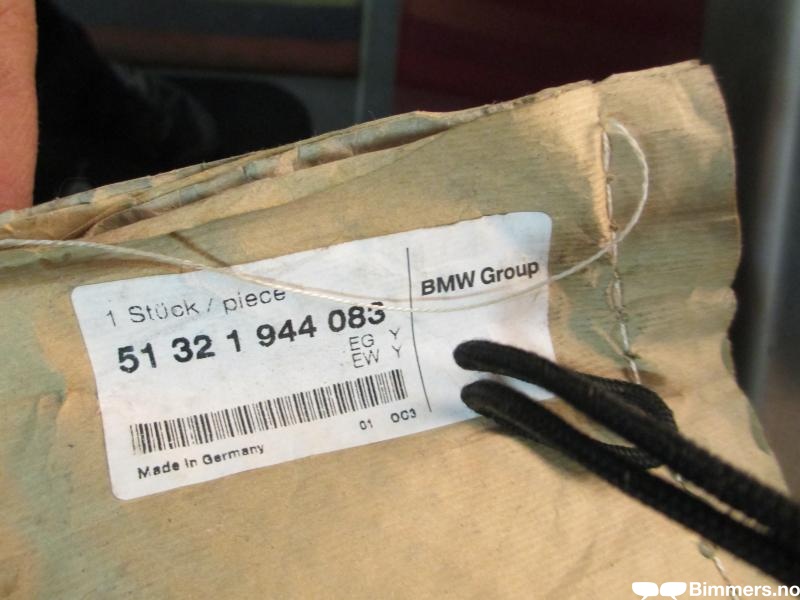 1 Stück / piece
51 32 1 944 083
EG Y
EW Y
01 OC3
Made in Germany
BMW Group
Bimmers.no